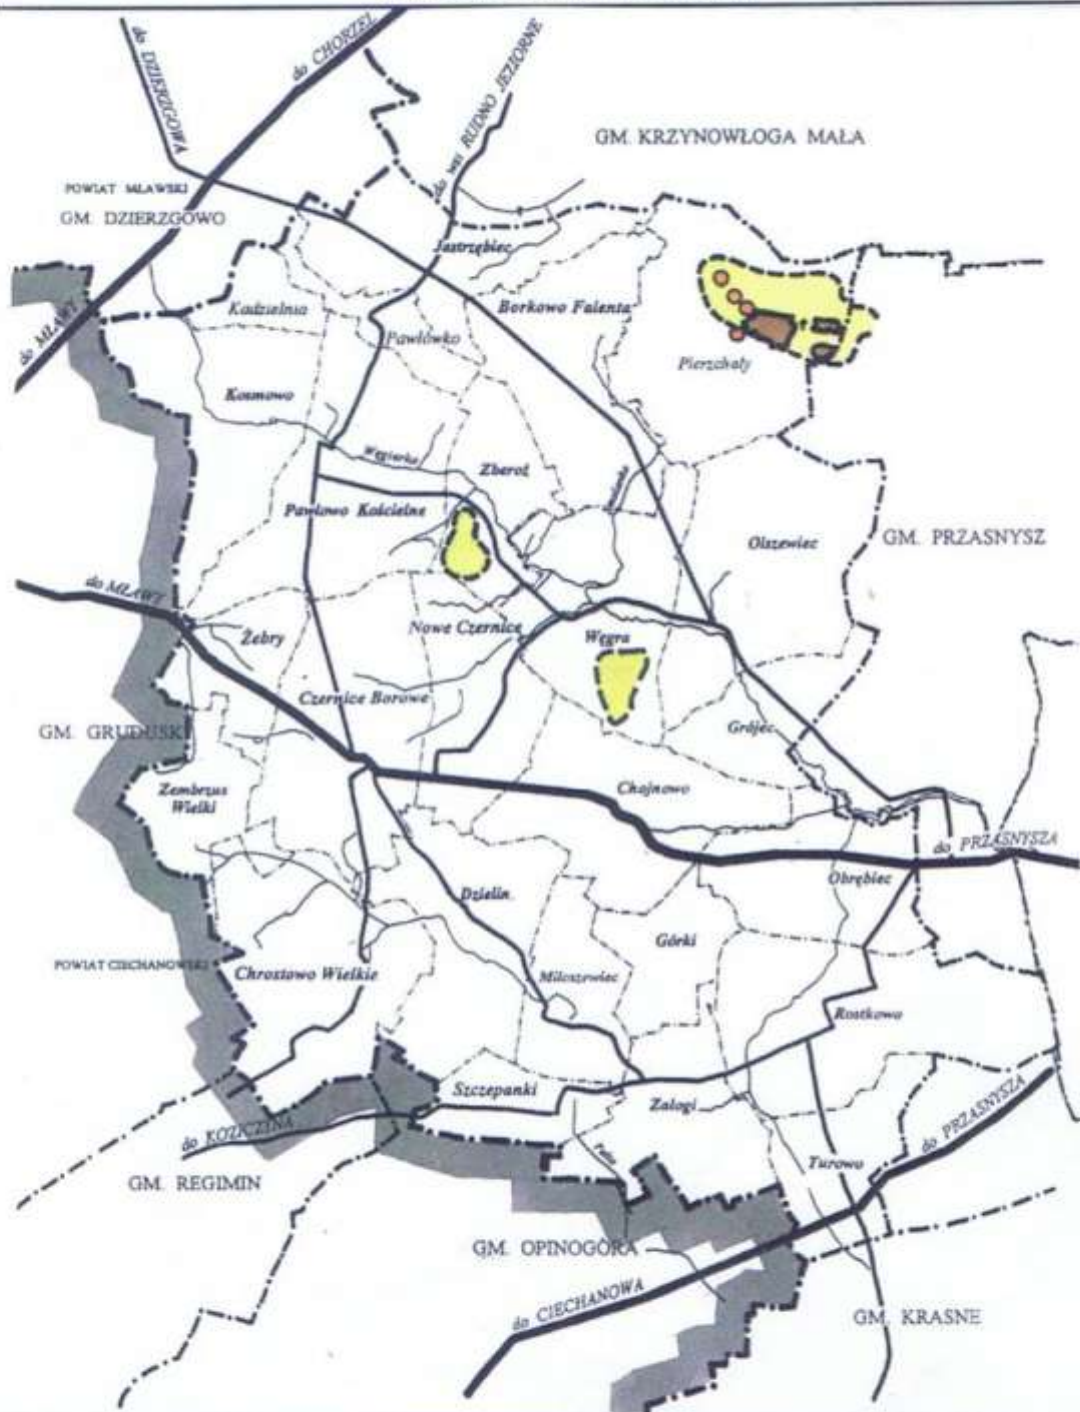 do DZIERZGOWA
do CHORZEL
do wsi RUDNO JEZIORNE
GM. KRZYNOWŁOGA MAŁA
POWIAT MŁAWSKI
GM. DZIERZGOWO
Jastrzębiec
Kadzielnia
Borkowo Falenta
do MŁAWY
Pawłówko
Pierzchały
Kosmowo
Węgierka
Zberoż
Pawłowo Kościelne
Olszewiec
GM. PRZASNYSZ
do MŁAWY
Żebry
Nowe Czernice
Węgra
Czernice Borowe
GM. GRUDUSK
Grójec
Zembrzus
Wielki
Chojnowo
do PRZASNYSZA
Obrębiec
Dzielin
Górki
POWIAT CIECHANOWSKI
Chrostowo Wielkie
Miłoszewiec
Rostkowo
Szczepanki
Załogi
do PRZASNYSZA
do KOZICZINA
Turowo
GM. REGIMIN
GM. OPINOGÓRA
do CIECHANOWA
GM. KRASNE